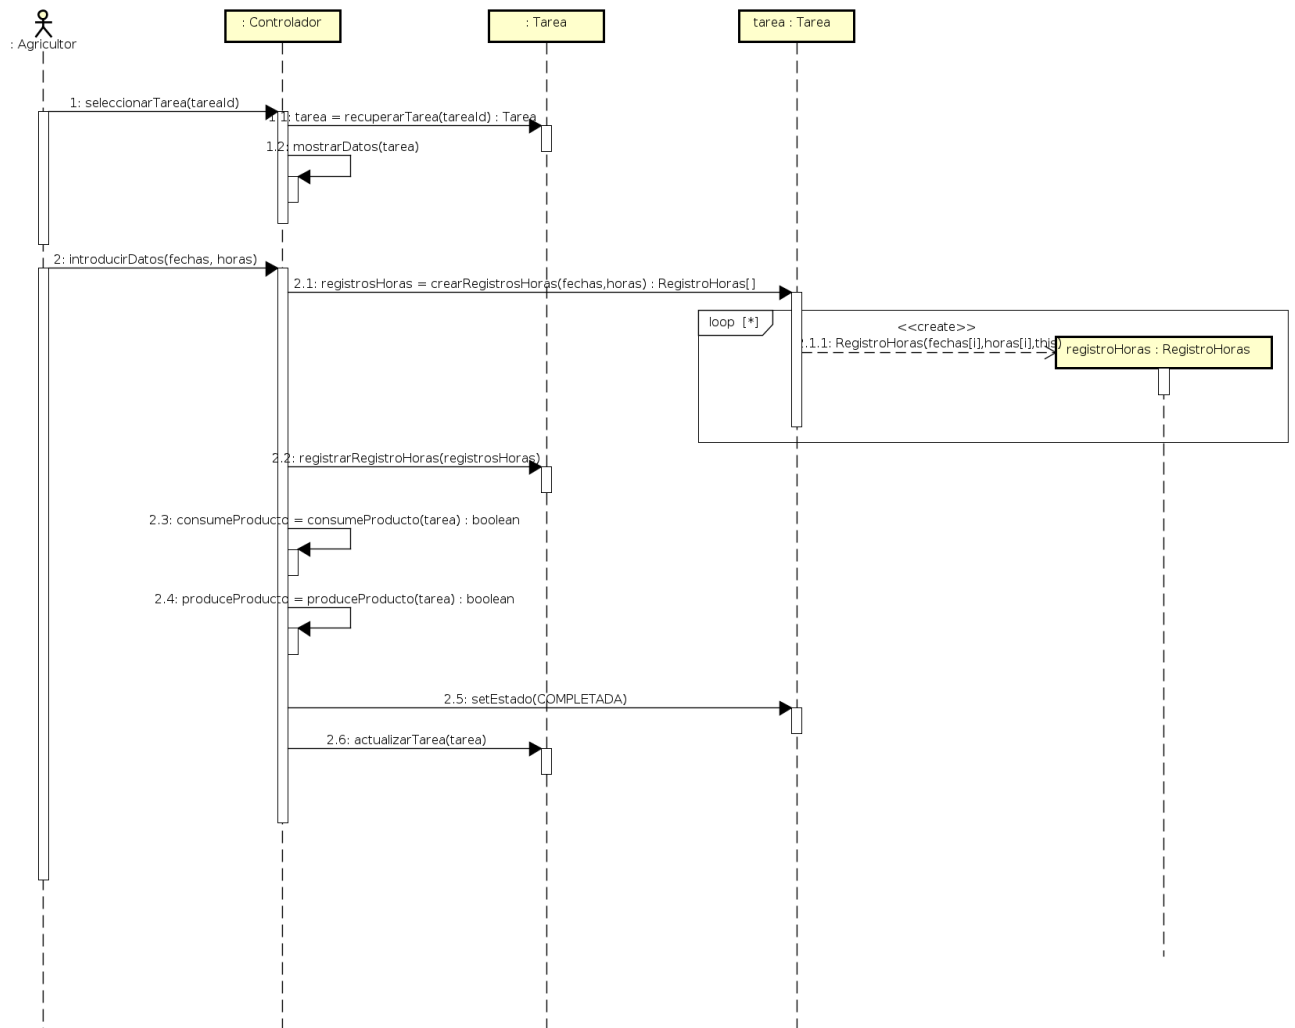 : Agricultor
: Controlador
: Tarea
tarea : Tarea
1: seleccionarTarea(tareaId)
1.1: tarea = recuperarTarea(tareaId) : Tarea
1.2: mostrarDatos(tarea)
2: introducirDatos(fechas, horas)
2.1: registrosHoras = crearRegistrosHoras(fechas,horas) : RegistroHoras[]
loop [*]
<<create>>
2.1.1: RegistroHoras(fechas[i],horas[i],this)
registroHoras : RegistroHoras
2.2: registrarRegistroHoras(registrosHoras)
2.3: consumeProducto = consumeProducto(tarea) : boolean
2.4: produceProducto = produceProducto(tarea) : boolean
2.5: setEstado(COMPLETADA)
2.6: actualizarTarea(tarea)